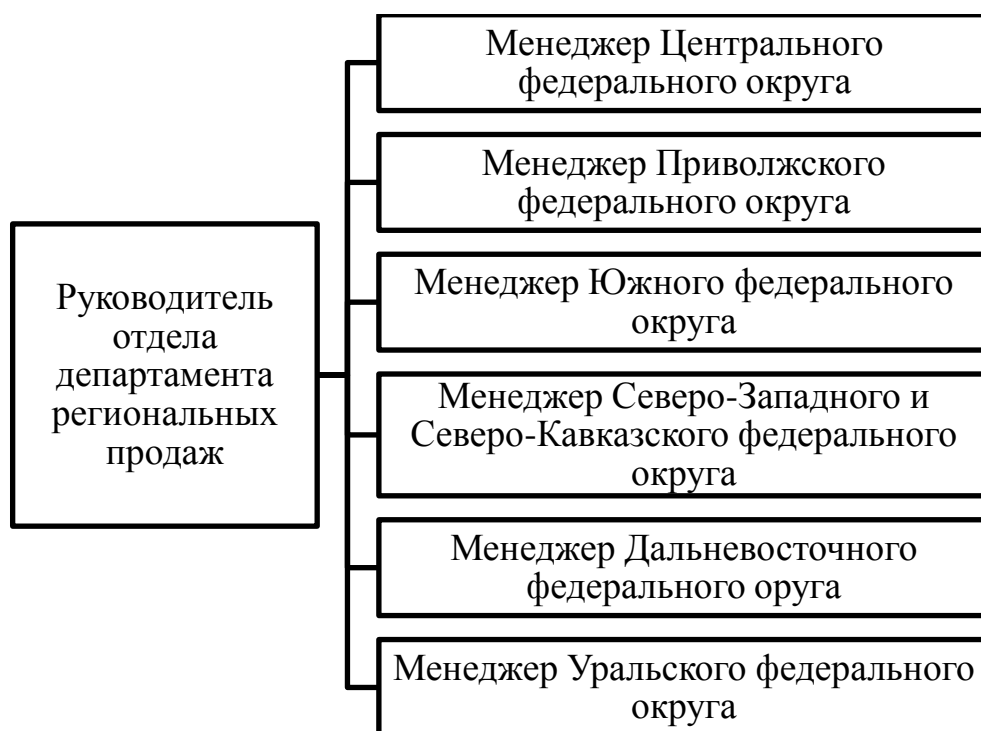 Менеджер Центрального
федерального округа
Менеджер Приволжского
федерального округа
Менеджер Южного федерального
округа
Руководитель
отдела
департамента
региональных
продаж
Менеджер Северо-Западного и
Северо-Кавказского федерального
округа
Менеджер Дальневосточного
федерального оруга
Менеджер Уральского федерального
округа